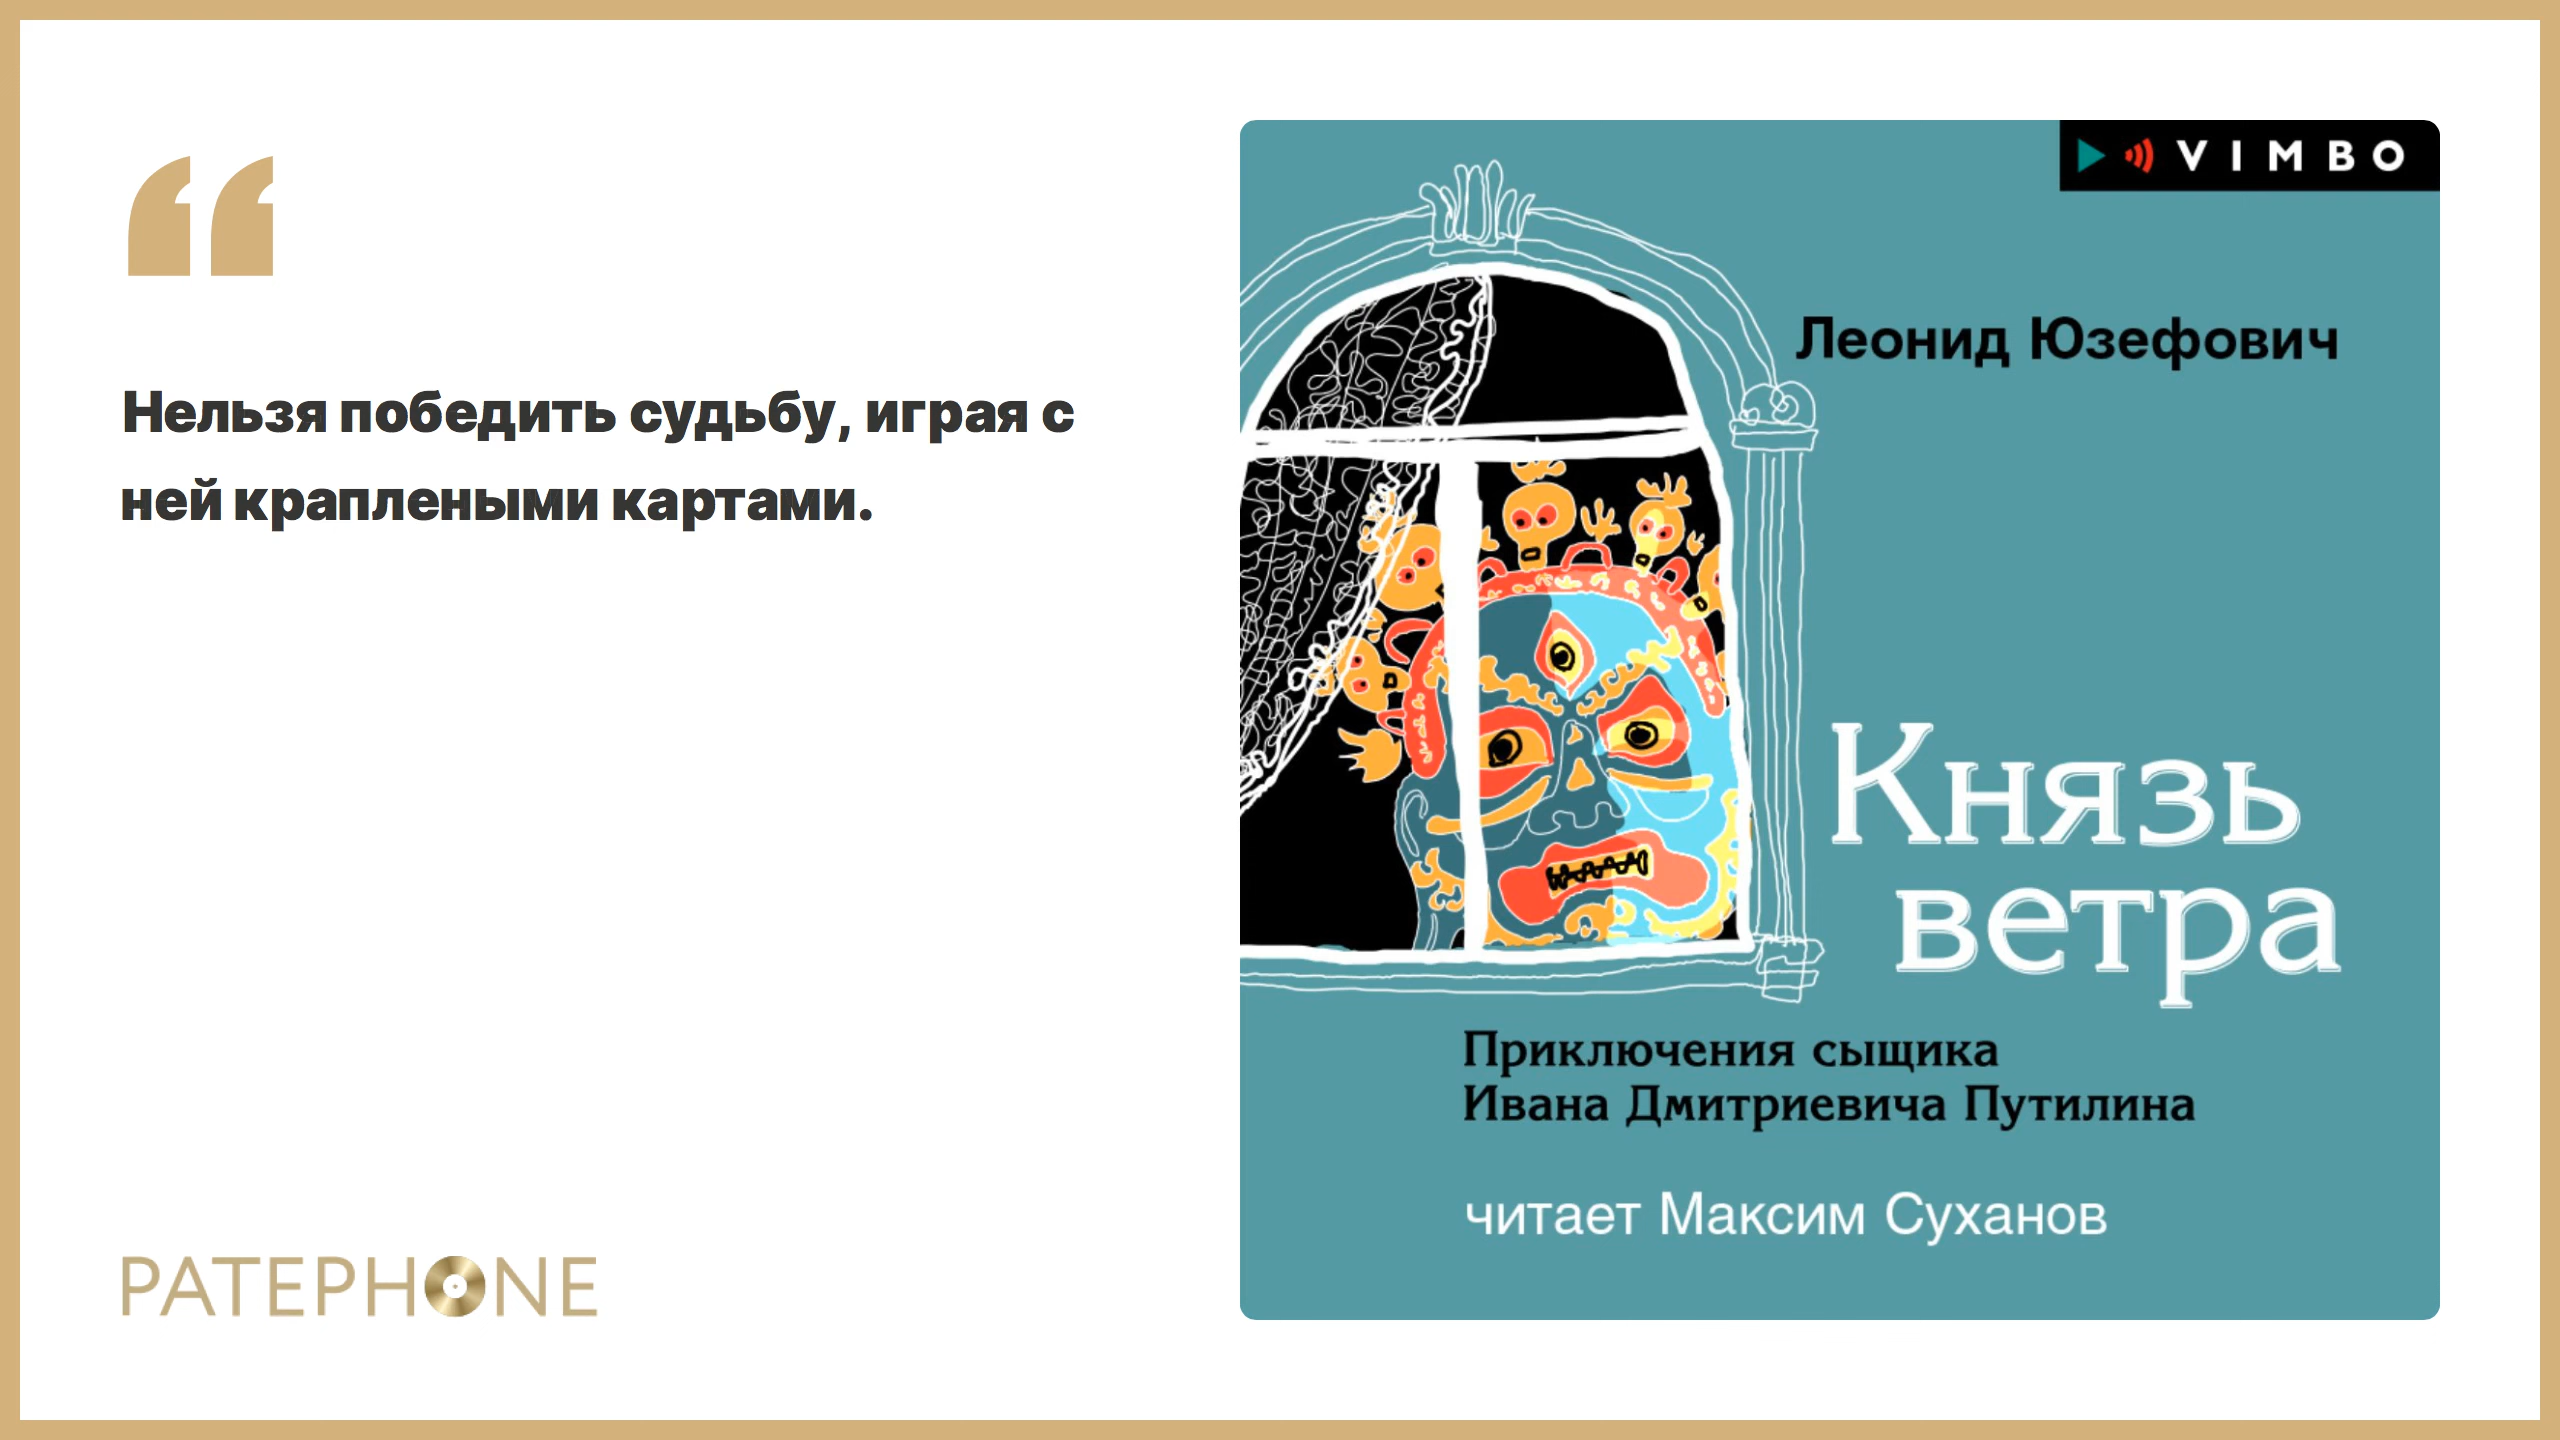 Нельзя победить судьбу, играя с
ней краплеными картами.
PATEPHONE
VIMBO
Леонид Юзефович
Князь
ветра
Приключения сыщика
Ивана Дмитриевича Путилина
читает Максим Суханов